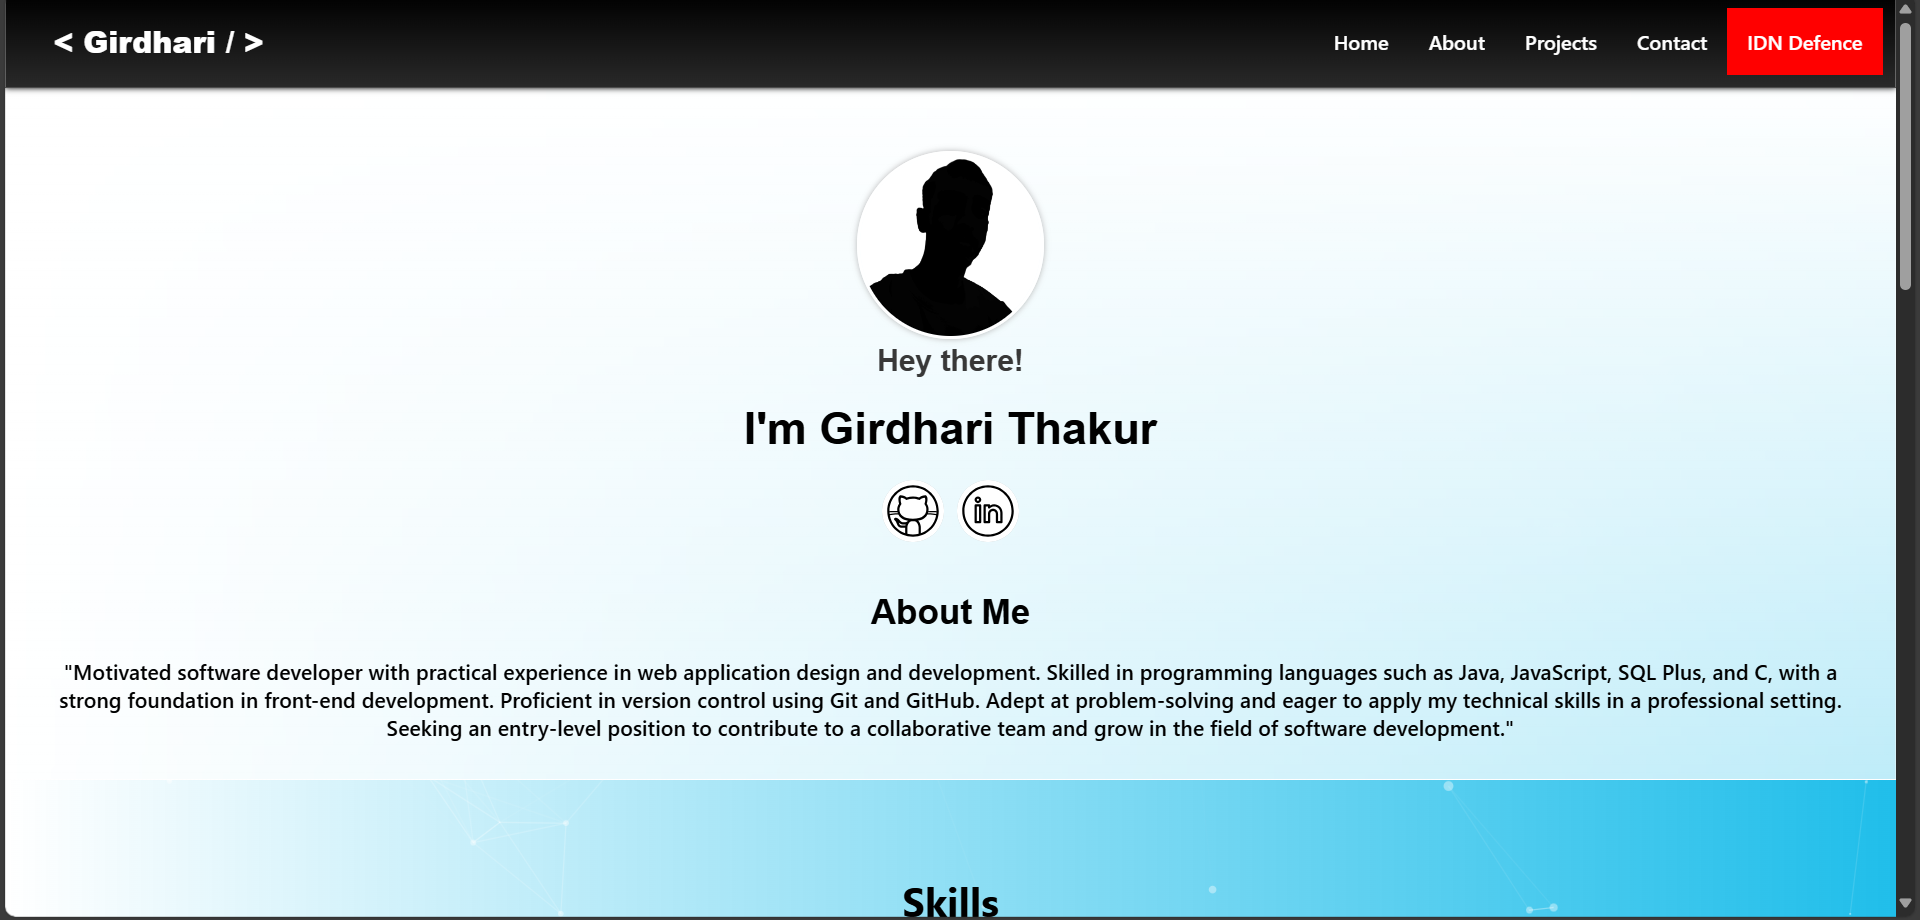 < Girdhari / >
Home About Projects Contact IDN Defence
Hey there!
I'm Girdhari Thakur
in
About Me
"Motivated software developer with practical experience in web application design and development. Skilled in programming languages such as Java, JavaScript, SQL Plus, and C, with a
strong foundation in front-end development. Proficient in version control using Git and GitHub. Adept at problem-solving and eager to apply my technical skills in a professional setting.
Seeking an entry-level position to contribute to a collaborative team and grow in the field of software development."
Skills